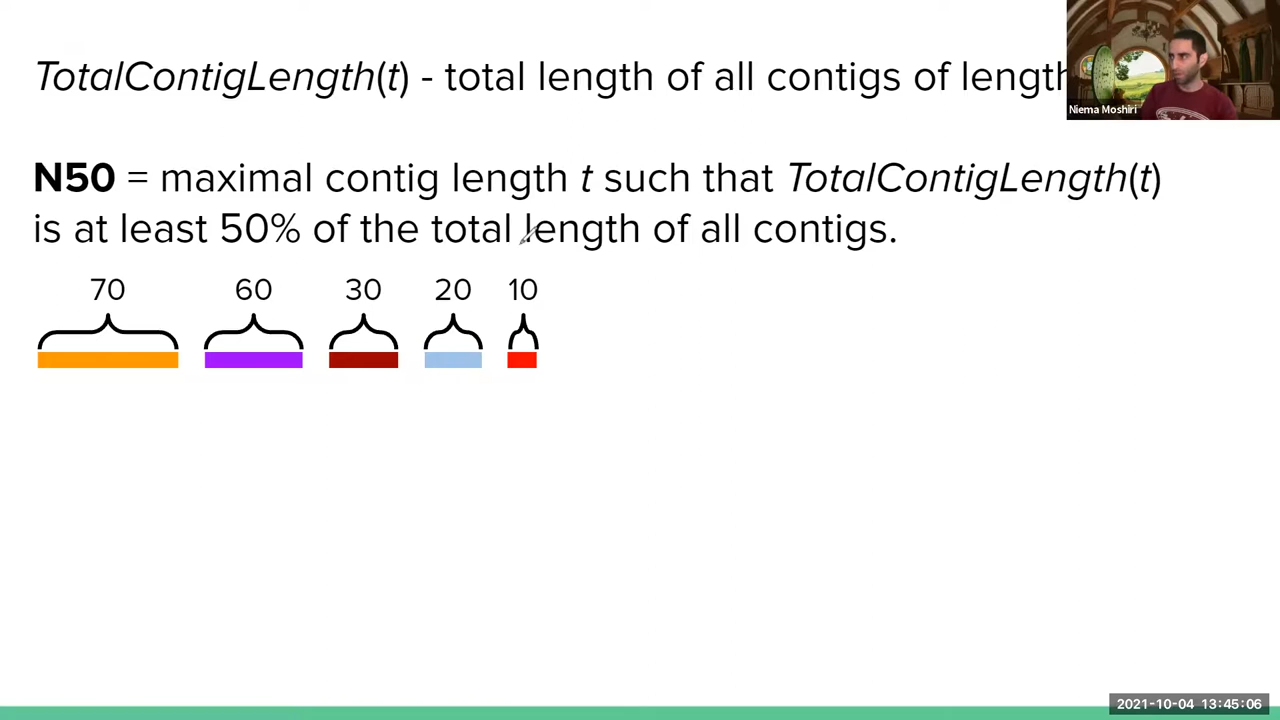 TotalContigLength(t) - total length of all contigs of length
Niema Moshiri
N50 = maximal contig length t such that TotalContigLength(t)
is at least 50% of the total length of all contigs.
70 60 30 20 10
2021-10-04 13:45:06